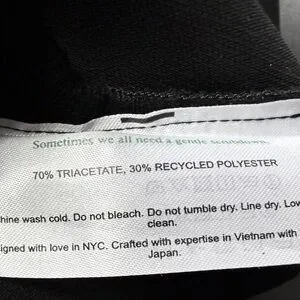 Sometimes we all need a gentle scrubdown.
70% TRIACETATE, 30% RECYCLED POLYESTER
hine wash cold. Do not bleach. Do not tumble dry. Line dry. Low
clean.
igned with love in NYC. Crafted with expertise in Vietnam with
Japan.